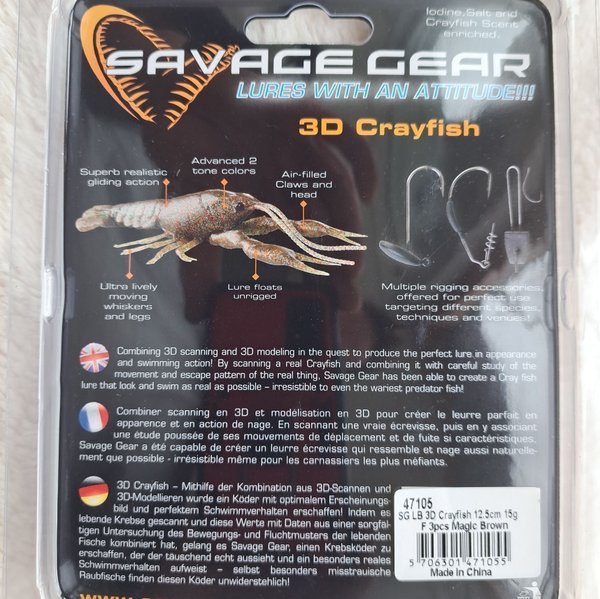 Iodine, Salt and
Crayfish Scent
enriched.
SAVAGE GEAR
LURES WITH AN ATTITUDE!!!
3D Crayfish
Superb realistic
gliding action
Advanced 2
tone colors
Air-filled
Claws and
head
Ultra lively
moving
whiskers
and legs
Lure floats
unrigged
Multiple rigging accessories
offered for perfect use
targeting different species,
techniques and venues!
Combining 3D scanning and 3D modeling in the quest to produce the perfect lure in appearance
and swimming action! By scanning a real Crayfish and combining it with careful study of the
movement and escape pattern of the real thing, Savage Gear has been able to create a Cray fish
lure that look and swim as real as possible – irresistible to even the wariest predator fish!
Combiner scanning en 3D et modélisation en 3D pour créer le leurre parfait en
apparence et en action de nage. En scannant une vraie écrevisse, puis en y associant
une étude poussée de ses mouvements de déplacement et de fuite si caractéristiques.
Savage Gear a été capable de créer un leurre écrevisse qui ressemble et nage aussi naturelle-
ment que possible - irrésistible même pour les carnassiers les plus méfiants.
3D Crayfish – Mithilfe der Kombination aus 3D-Scannen und
3D-Modellieren wurde ein Köder mit optimalem Erscheinungs-
bild und perfektem Schwimmverhalten erschaffen! Indem es
lebende Krebse gescannt und diese Werte mit Daten aus einer sorgfäl-
tigen Untersuchung des Bewegungs- und Fluchtmusters der lebenden
Fische kombiniert hat, gelang es Savage Gear, einen Krebsköder zu
erschaffen, der der täuschend echt aussieht und ein besonders reales
Schwimmverhalten aufweist – selbst besonders misstrauische
Raubfische finden diesen Köder unwiderstehlich!
47105
SG LB 3D Crayfish 12.5cm 15g
F 3pcs Magic Brown
5 706301 471055
Made in China